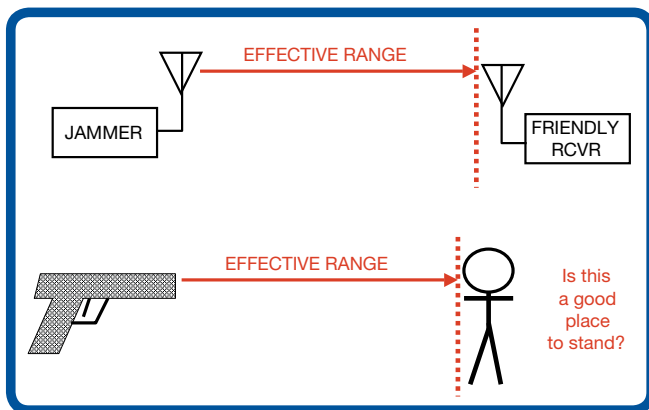 EFFECTIVE RANGE
JAMMER
FRIENDLY
RCVR
EFFECTIVE RANGE
Is this
a good
place
to stand?